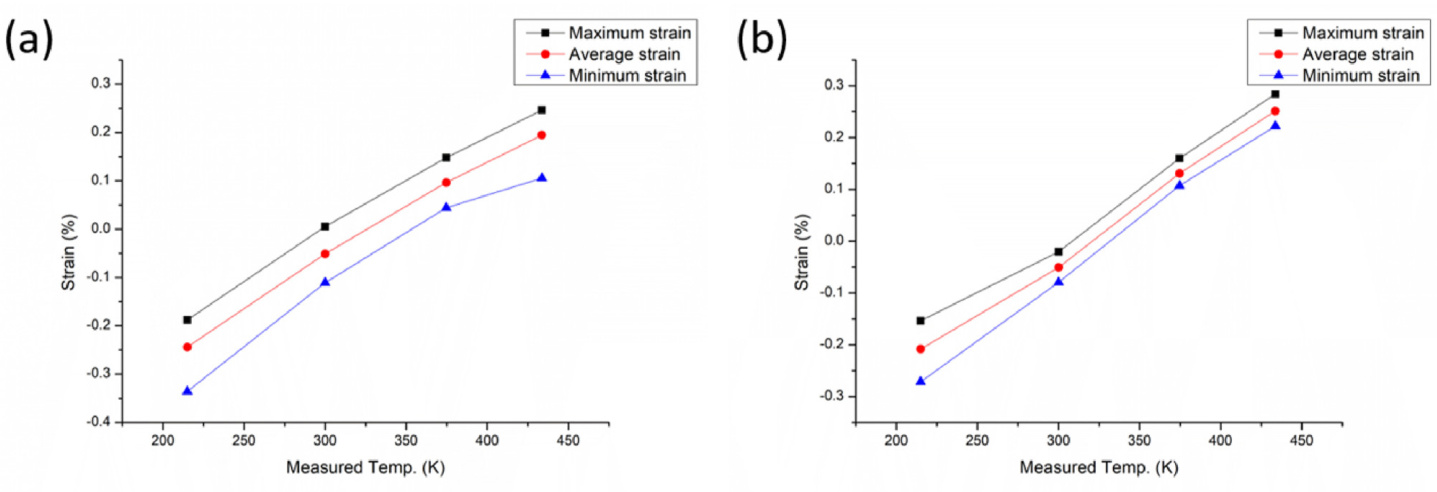 (a)
Maximum strain
Average strain
Minimum strain
0.3
0.2
0.1
0.0
-0.1
-0.2
-0.3
-0.4
Strain (%)
200 250 300 350 400 450
Measured Temp. (K)
(b)
Maximum strain
Average strain
Minimum strain
0.3
0.2
0.1
0.0
-0.1
-0.2
-0.3
Strain (%)
200 250 300 350 400 450
Measured Temp. (K)